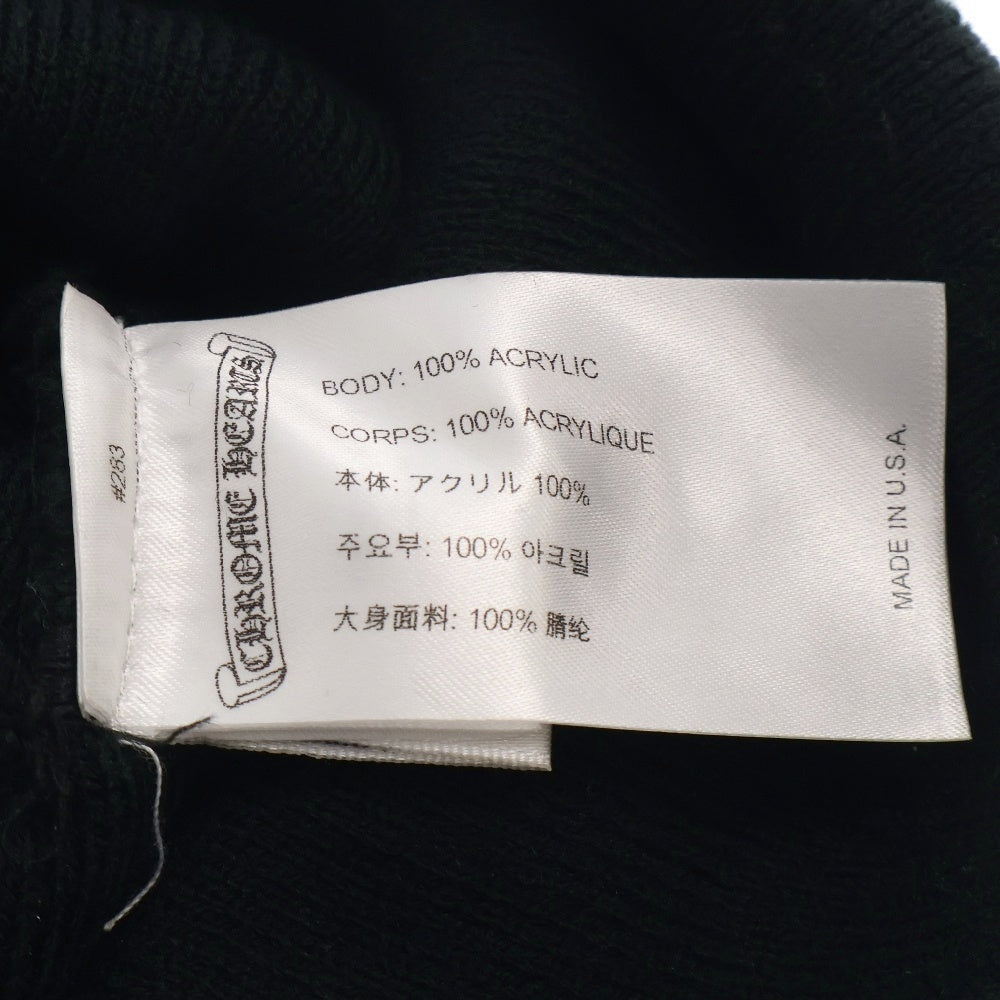 #283
CHROME HEARTS
BODY: 100% ACRYLIC
CORPS: 100% ACRYLIQUE
本体: アクリル 100%
주요부: 100% 아크릴
大身面料: 100% 腈纶
MADE IN U.S.A.